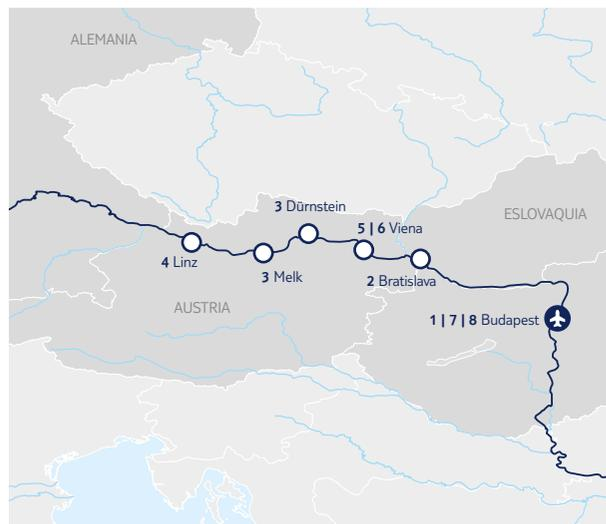 ALEMANIA
3 Dürnstein
5 | 6 Viena
ESLOVAQUIA
4 Linz
3 Melk
2 Bratislava
AUSTRIA
1 | 7 | 8 Budapest